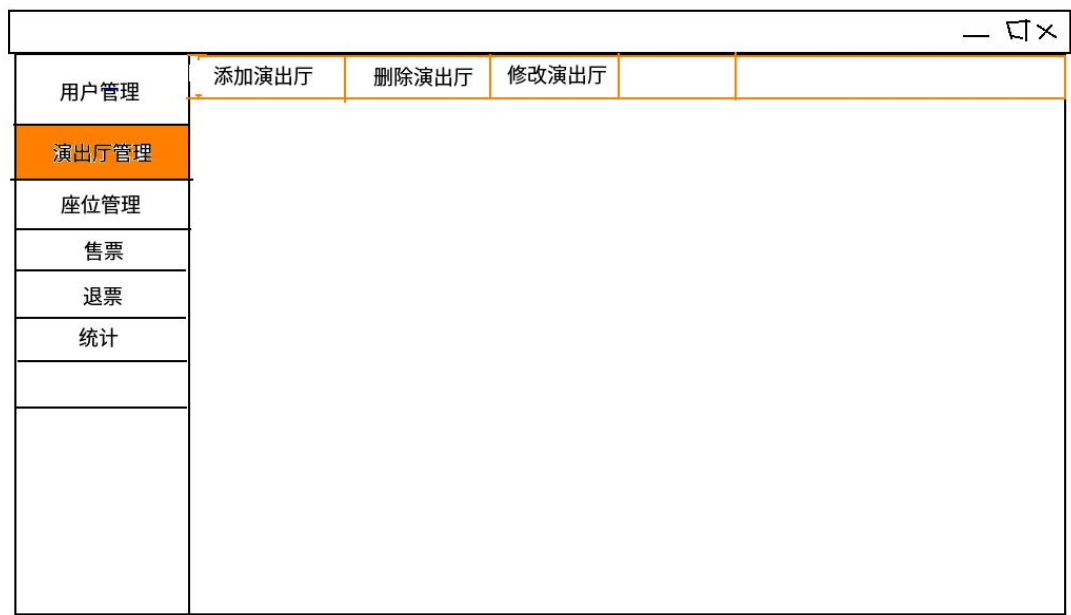 用户管理
添加演出厅
删除演出厅
修改演出厅
演出厅管理
座位管理
售票
退票
统计